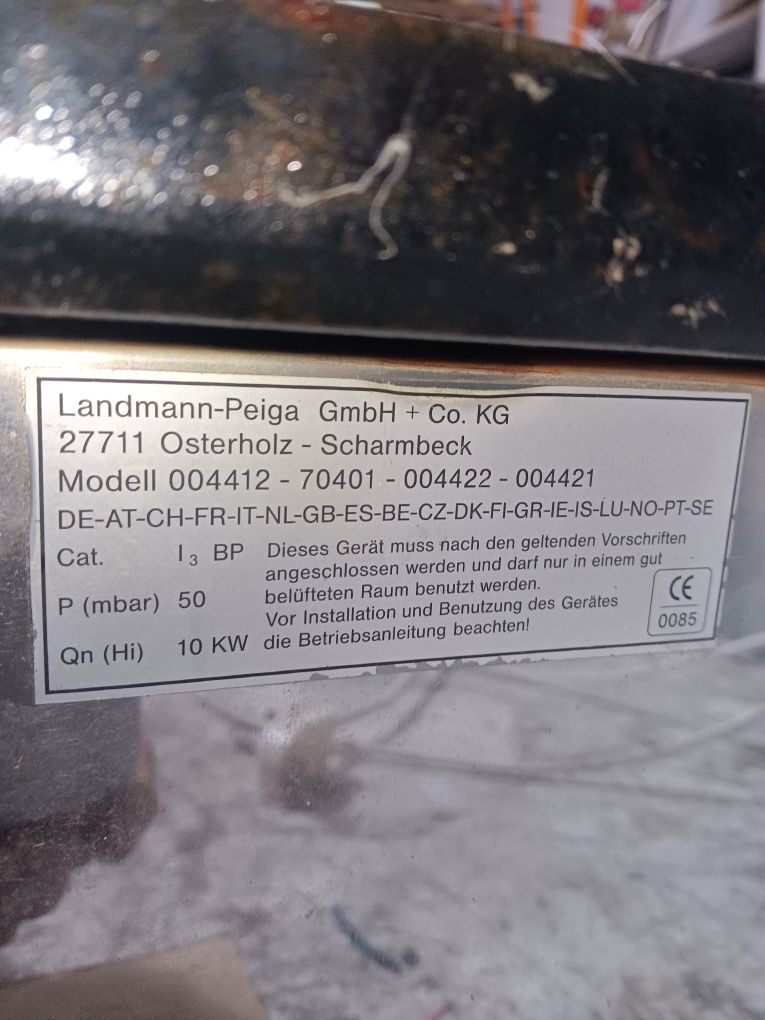 Landmann-Peiga GmbH + Co. KG
27711 Osterholz - Scharmbeck
Modell 004412 - 70401 - 004422 - 004421
DE-AT-CH-FR-IT-NL-GB-ES-BE-CZ-DK-FI-GR-IE-IS-LU-NO-PT-SE
Cat. I₃ BP
P (mbar) 50
Qn (Hi) 10 KW
Dieses Gerät muss nach den geltenden Vorschriften
angeschlossen werden und darf nur in einem gut
belüfteten Raum benutzt werden.
Vor Installation und Benutzung des Gerätes
die Betriebsanleitung beachten!
CE
0085